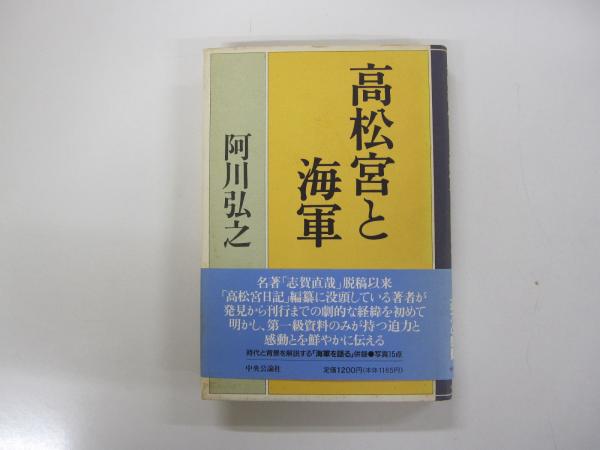 高松宮と
海軍
阿川弘之
名著「志賀直哉」脱稿以来
「高松宮日記」編纂に没頭している著者が
発見から刊行までの劇的な経緯を初めて
明かし、第一級資料のみが持つ迫力と
感動とを鮮やかに伝える
時代と背景を解説する「海軍を語る」併録●写真15点
中央公論社
定価1200円(本体1165円)